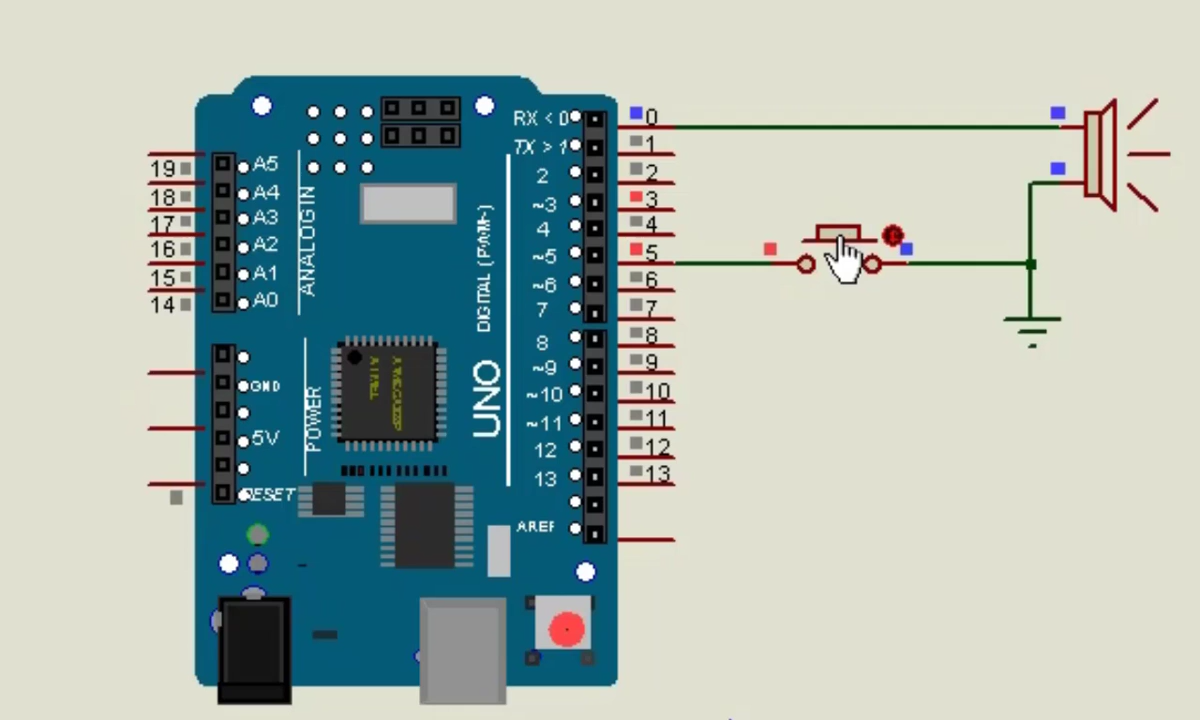 19
18
17
16
15
14
A5
A4
A3
A2
A1
A0
ANALOG IN
GND
5V
RESET
POWER
UNO
DIGITAL (PWM~)
RX < 0
TX > 1
2
~3
4
~5
~6
7
8
~9
~10
~11
12
13
AREF
0
1
2
3
4
5
6
7
8
9
10
11
12
13